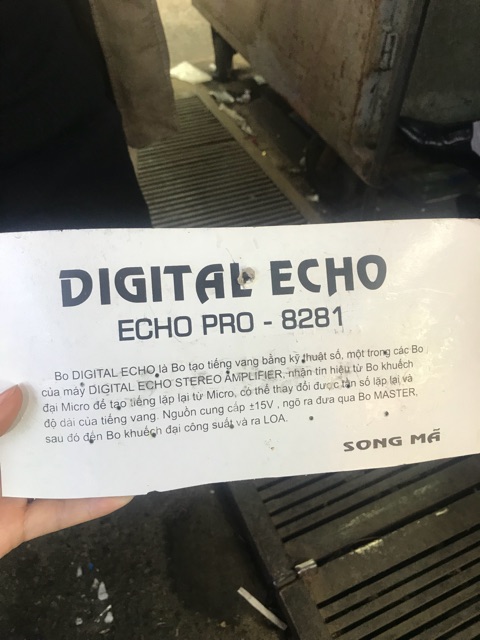 DIGITAL ECHO
ECHO PRO - 8281
Bo DIGITAL ECHO là Bo tạo tiếng vang bằng kỹ thuật số, một trong các Bo
của máy DIGITAL ECHO STEREO AMPLIFIER, nhận tín hiệu từ Bo khuếch
đại Micro để tạo tiếng lặp lại từ Micro, có thể thay đổi được tần số lặp lại và
độ dài của tiếng vang. Nguồn cung cấp ±15V , ngõ ra đưa qua Bo MASTER,
sau đó đến Bo khuếch đại công suất và ra LOA.
SONG MÃ